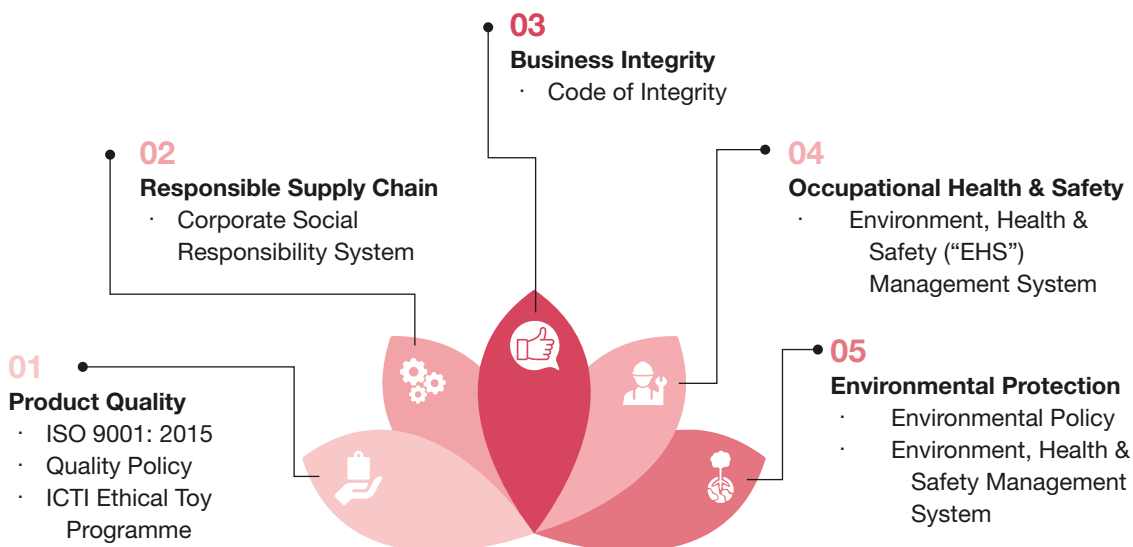 01
Product Quality
· ISO 9001: 2015
· Quality Policy
· ICTI Ethical Toy
Programme
02
Responsible Supply Chain
· Corporate Social
Responsibility System
03
Business Integrity
· Code of Integrity
04
Occupational Health & Safety
· Environment, Health &
Safety (“EHS”)
Management System
05
Environmental Protection
· Environmental Policy
· Environment, Health &
Safety Management
System